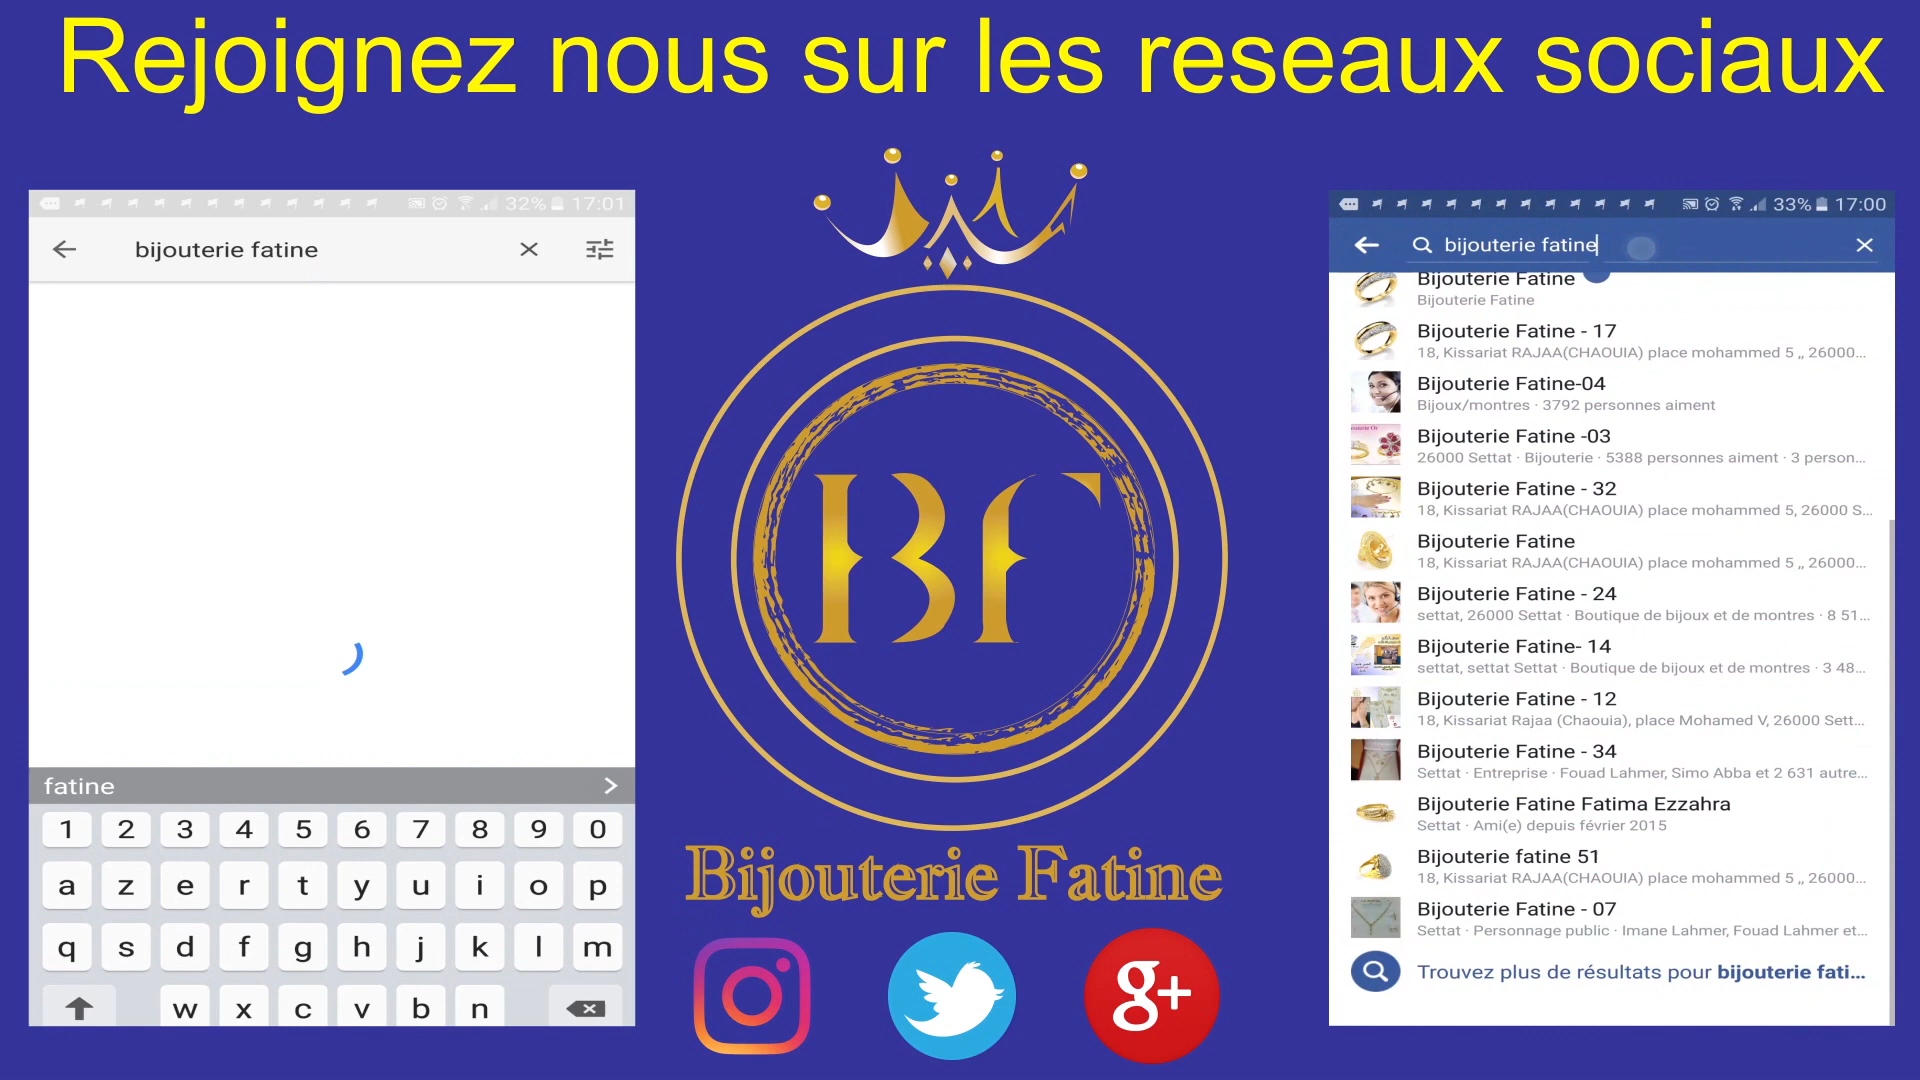 Rejoignez nous sur les reseaux sociaux
32% 17:01
bijouterie fatine
fatine
1 2 3 4 5 6 7 8 9 0
a z e r t y u i o p
q s d f g h j k l m
w x c v b n
BF
Bijouterie Fatine
g+
33% 17:00
bijouterie fatine
Bijouterie Fatine
Bijouterie Fatine
Bijouterie Fatine - 17
18, Kissariat RAJAA(CHAOUIA) place mohammed 5 ,, 26000...
Bijouterie Fatine-04
Bijoux/montres · 3792 personnes aiment
Bijouterie Fatine -03
26000 Settat · Bijouterie · 5388 personnes aiment · 3 person...
Bijouterie Fatine - 32
18, Kissariat RAJAA(CHAOUIA) place mohammed 5, 26000 S...
Bijouterie Fatine
18, Kissariat RAJAA(CHAOUIA) place mohammed 5 ,, 26000...
Bijouterie Fatine - 24
settat, 26000 Settat · Boutique de bijoux et de montres · 8 51...
Bijouterie Fatine- 14
settat, settat Settat · Boutique de bijoux et de montres · 3 48...
Bijouterie Fatine - 12
18, Kissariat Rajaa (Chaouia), place Mohamed V, 26000 Sett...
Bijouterie Fatine - 34
Settat · Entreprise · Fouad Lahmer, Simo Abba et 2 631 autre...
Bijouterie Fatine Fatima Ezzahra
Settat · Ami(e) depuis février 2015
Bijouterie fatine 51
18, Kissariat RAJAA(CHAOUIA) place mohammed 5 ,, 26000...
Bijouterie Fatine - 07
Settat · Personnage public · Imane Lahmer, Fouad Lahmer et...
Trouvez plus de résultats pour bijouterie fati...